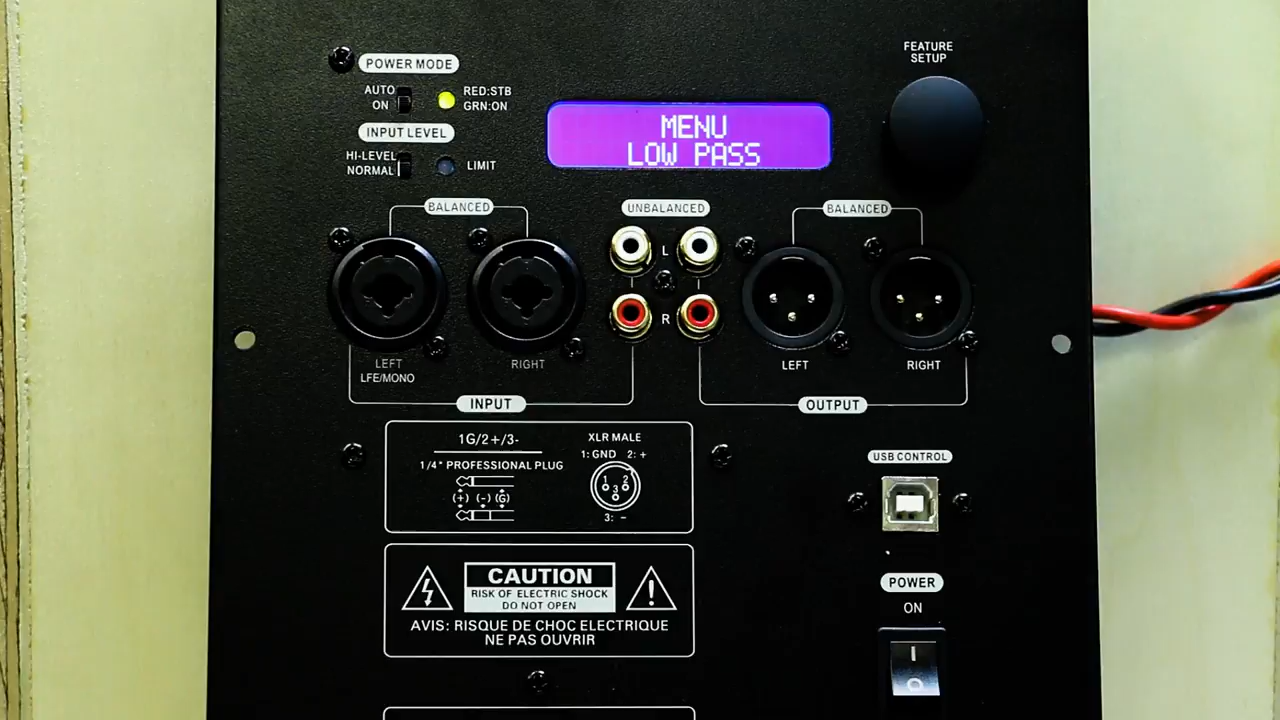 POWER MODE
AUTO
ON
RED:STB
GRN:ON
INPUT LEVEL
HI-LEVEL
NORMAL
LIMIT
MENU
LOW PASS
FEATURE
SETUP
BALANCED
UNBALANCED
BALANCED
L
R
LEFT
LFE/MONO
RIGHT
LEFT
RIGHT
INPUT
OUTPUT
1G/2+/3-
1/4" PROFESSIONAL PLUG
(+) (-) (G)
XLR MALE
1:GND 2:+
1 2
3
3: -
USB CONTROL
CAUTION
RISK OF ELECTRIC SHOCK
DO NOT OPEN
AVIS: RISQUE DE CHOC ELECTRIQUE
NE PAS OUVRIR
POWER
ON
I
O